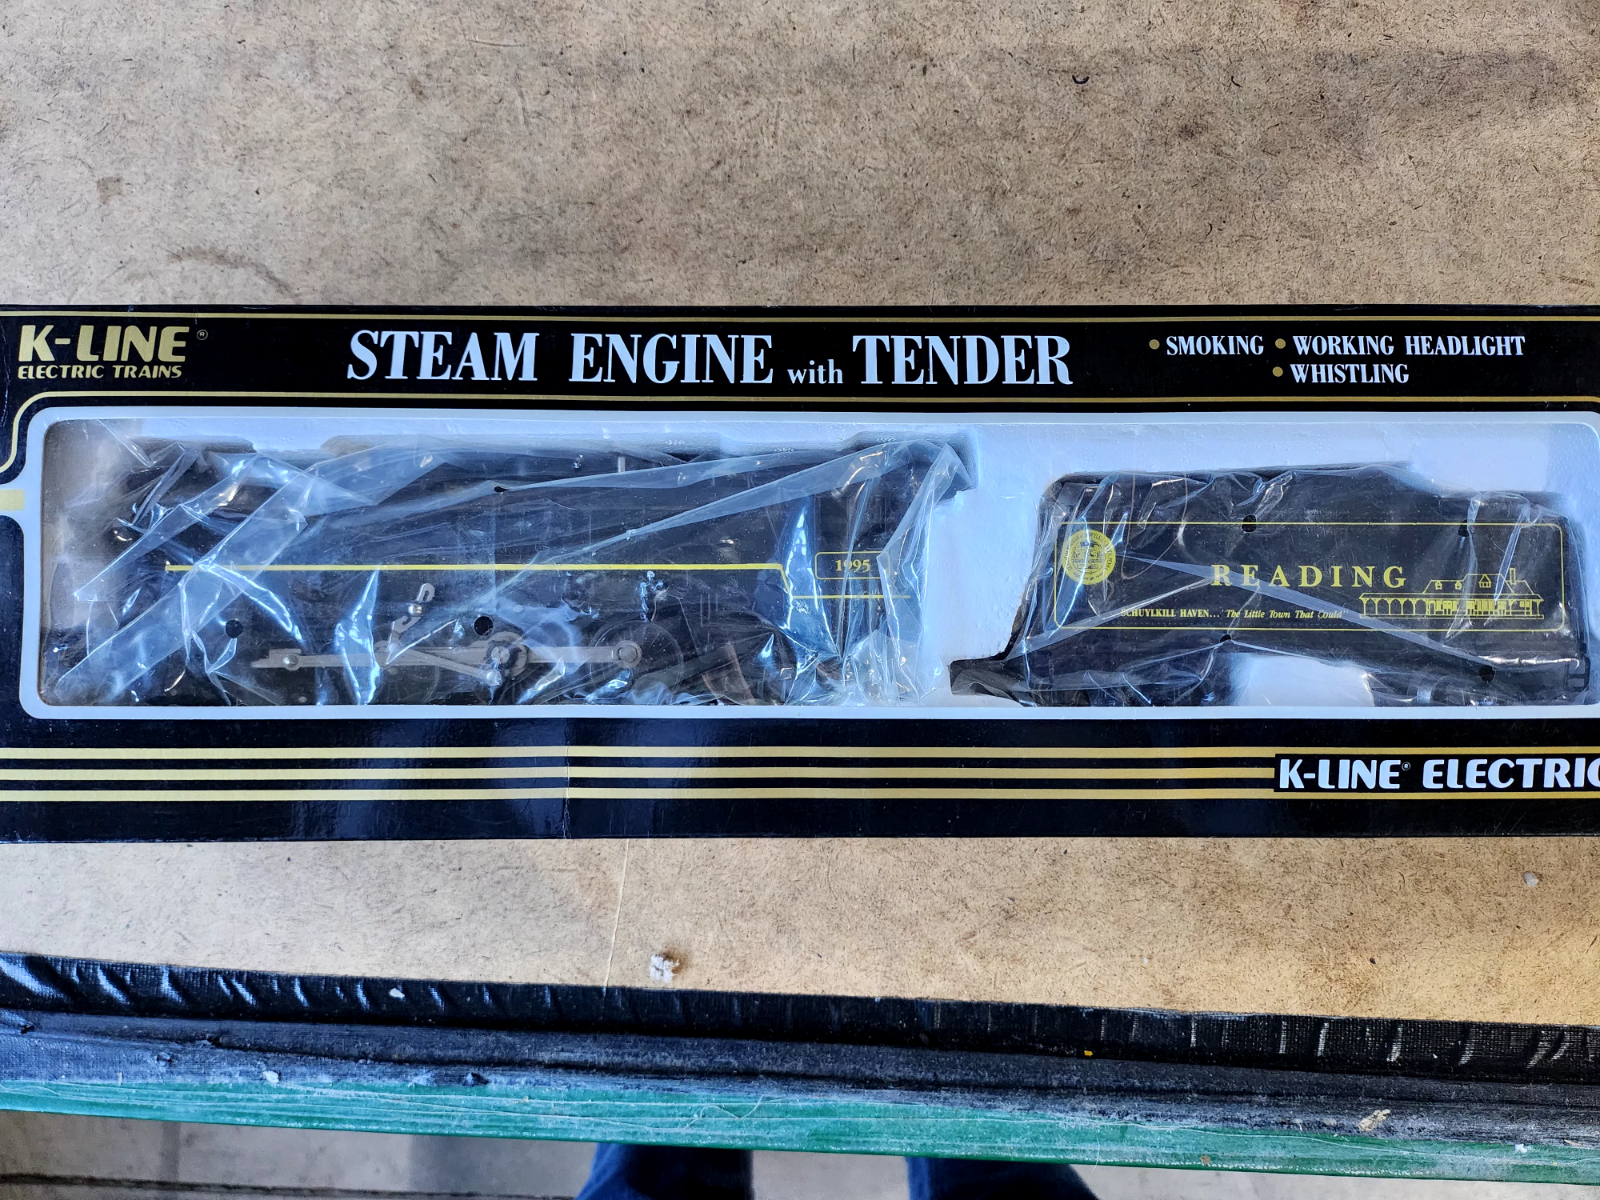 K-LINE®
ELECTRIC TRAINS
STEAM ENGINE with TENDER
• SMOKING • WORKING HEADLIGHT
• WHISTLING
1995
READING
SCHUYLKILL HAVEN... "The Little Town That Could"
K-LINE® ELECTRIC